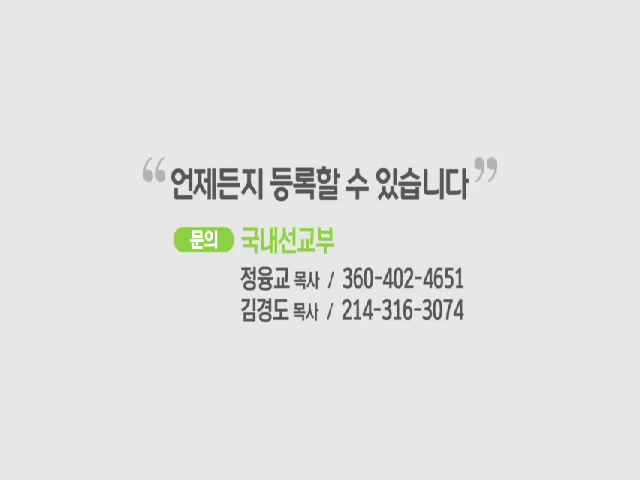 “언제든지 등록할 수 있습니다”
문의 국내선교부
정융교 목사 / 360-402-4651
김경도 목사 / 214-316-3074